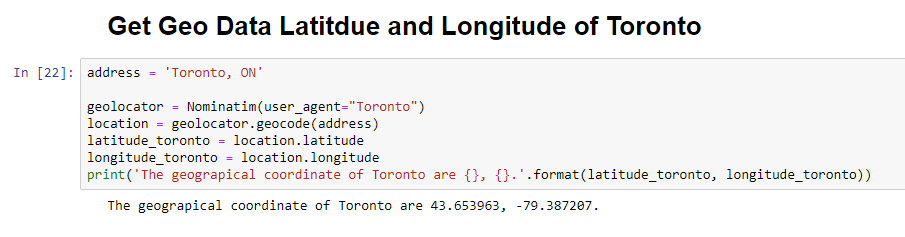 Get Geo Data Latitdue and Longitude of Toronto
In [22]: address = 'Toronto, ON'
geolocator = Nominatim(user_agent="Toronto")
location = geolocator.geocode(address)
latitude_toronto = location.latitude
longitude_toronto = location.longitude
print('The geograpical coordinate of Toronto are {}, {}.'.format(latitude_toronto, longitude_toronto))
The geograpical coordinate of Toronto are 43.653963, -79.387207.